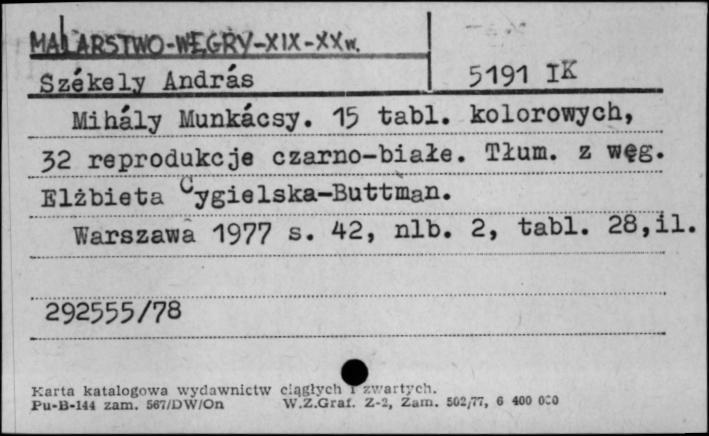 MALARSTWO-WĘGRY-XIX-XXw.
Székely András 5191 IK
Mihály Munkácsy. 15 tabl. kolorowych,
32 reprodukcje czarno-białe. Tłum. z węg.
Elżbieta Cygielska-Buttman.
Warszawa 1977 s. 42, nlb. 2, tabl. 28,il.
292555/78
Karta katalogowa wydawnictw ciągłych i zwartych.
Pu-B-144 zam. 567/DW/On W.Z.Graf. Z-2, Zam. 502/77, 6 400 000